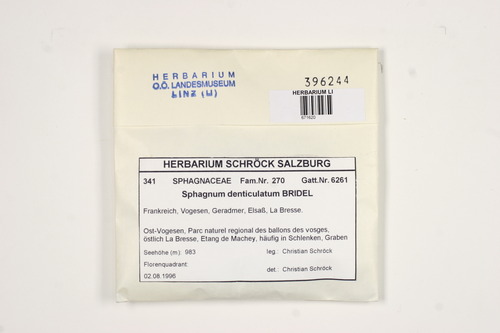 HERBARIUM
O.Ö. LANDESMUSEUM
LINZ (LI)
396244
HERBARIUM LI
871620
HERBARIUM SCHRÖCK SALZBURG
341 SPHAGNACEAE Fam.Nr. 270 Gatt.Nr. 6261
Sphagnum denticulatum BRIDEL
Frankreich, Vogesen, Geradmer, Elsaß, La Bresse.
Ost-Vogesen, Parc naturel regional des ballons des vosges,
östlich La Bresse, Etang de Machey, häufig in Schlenken, Graben
Seehöhe (m): 983 leg.: Christian Schröck
Florenquadrant:
det.: Christian Schröck
02.08.1996